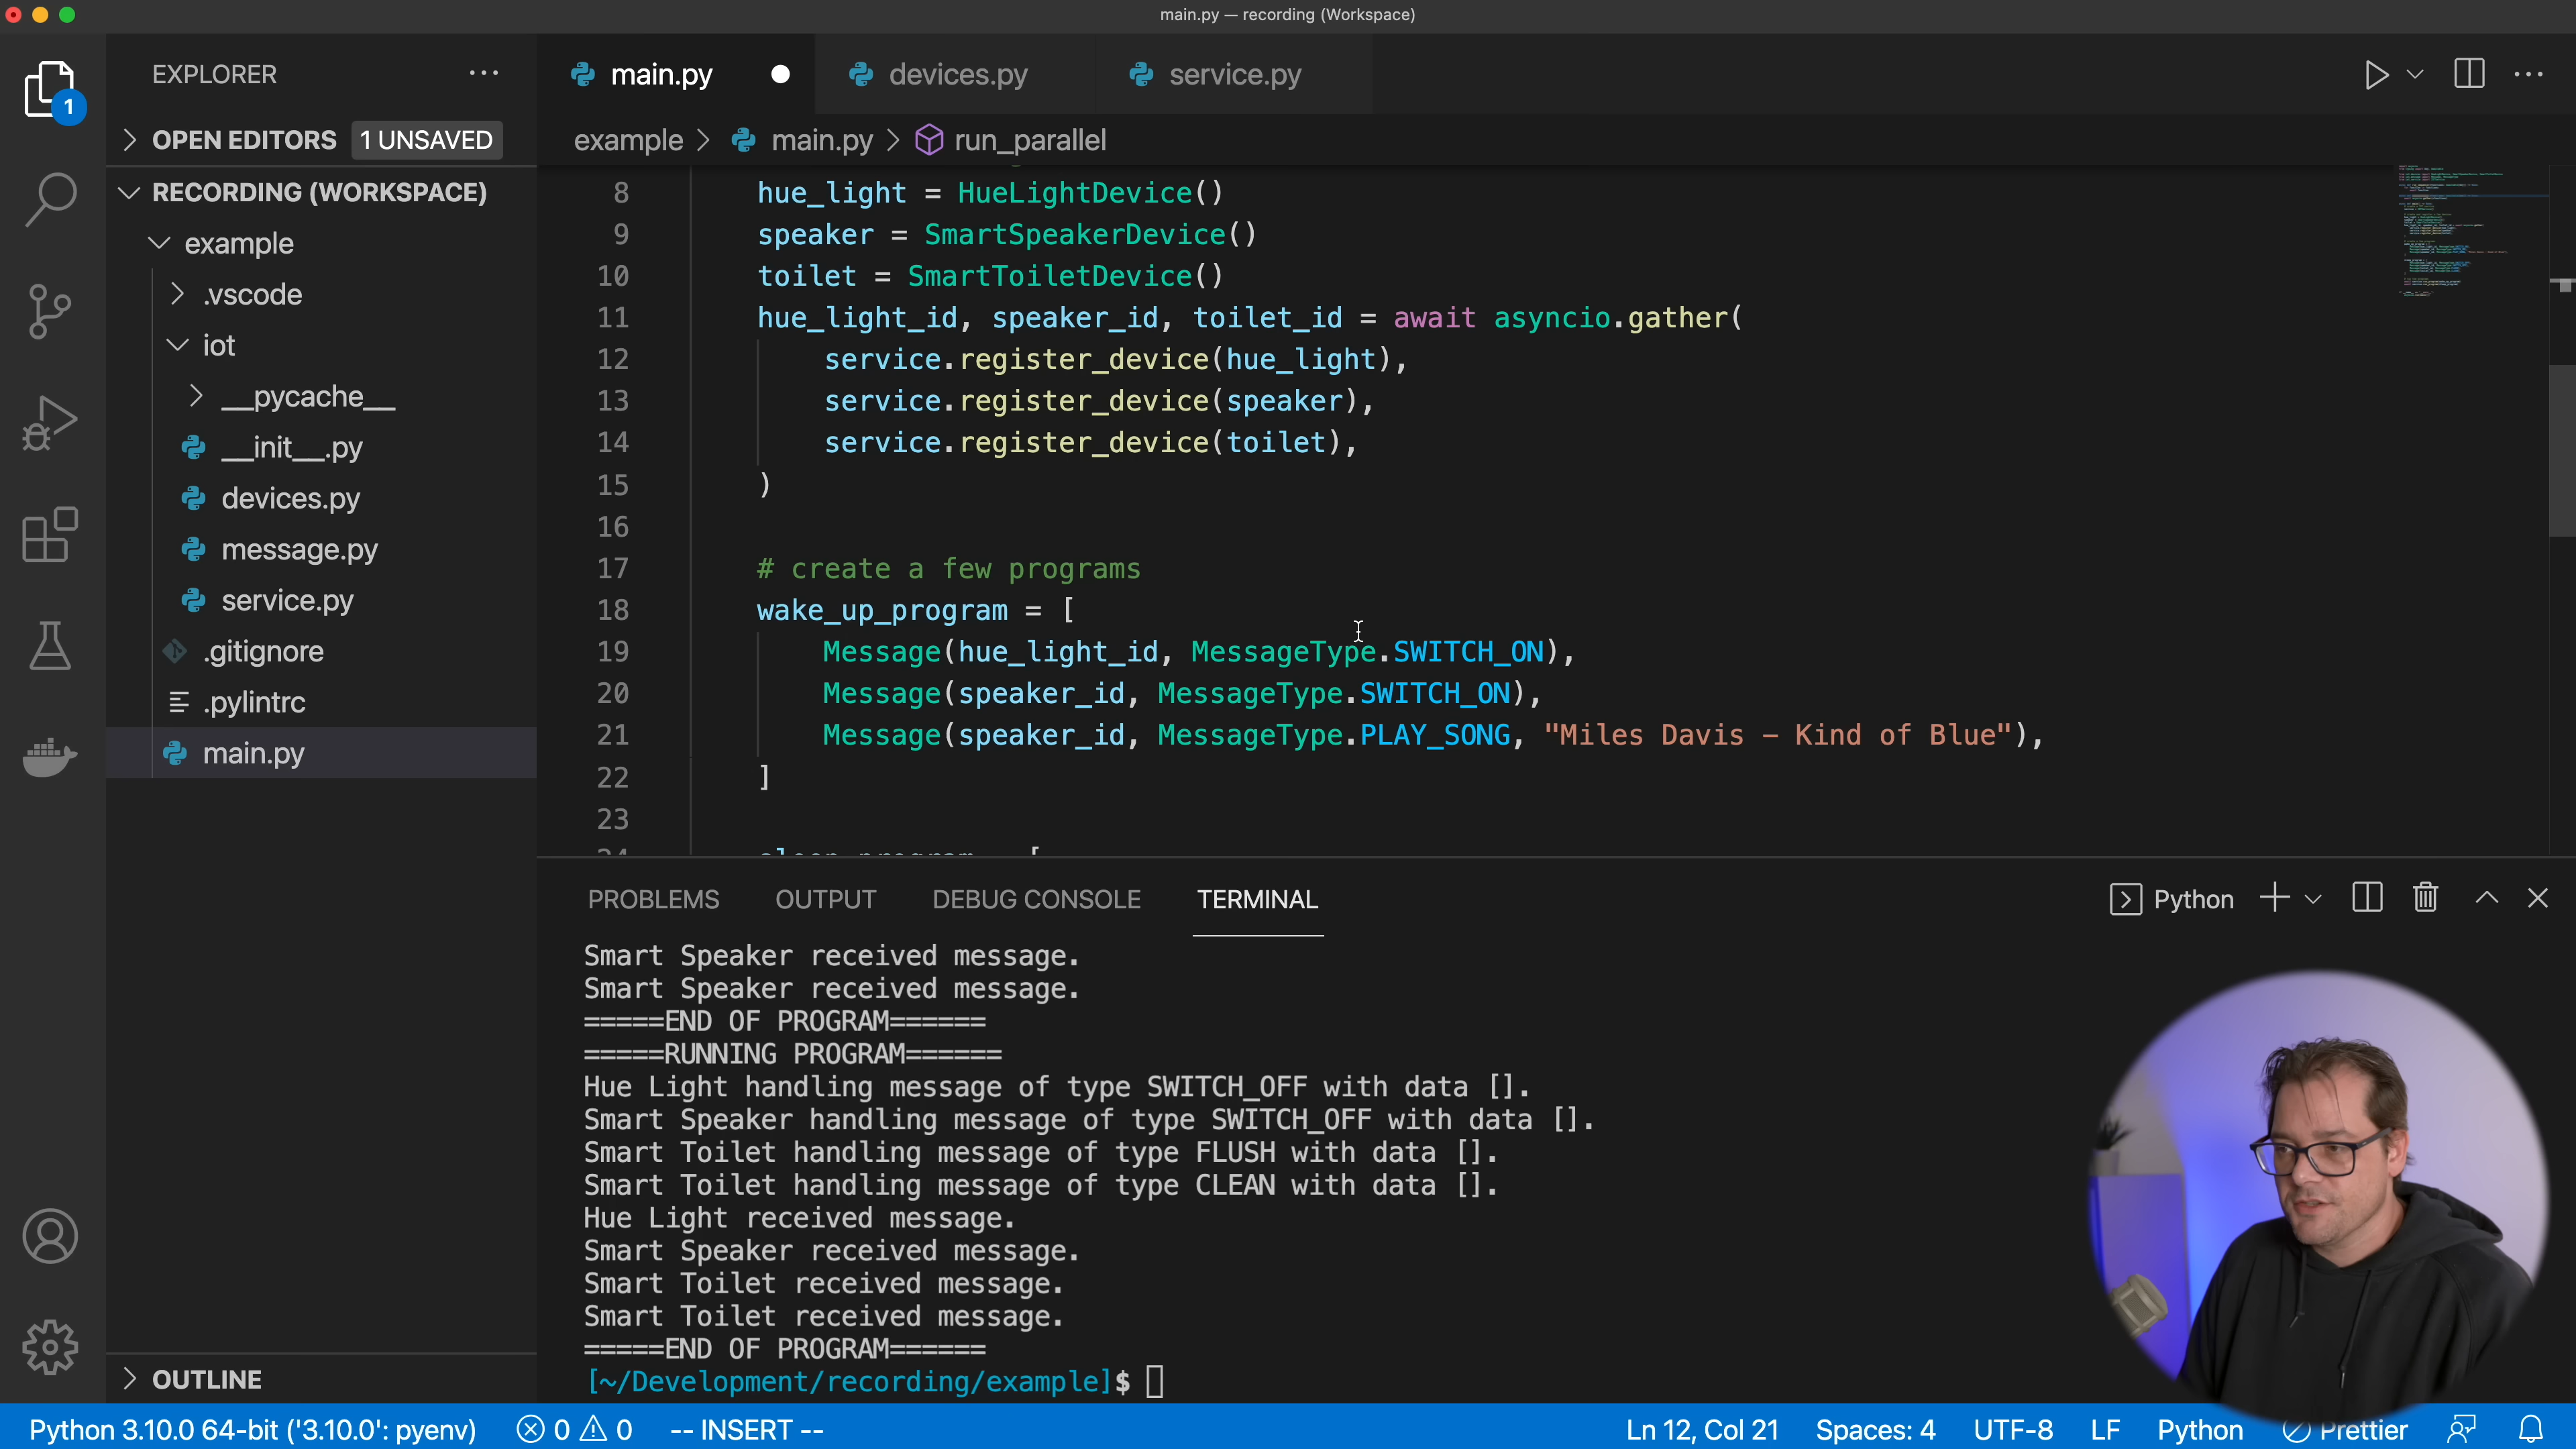 main.py — recording (Workspace)
EXPLORER
main.py
devices.py
service.py
1
OPEN EDITORS 1 UNSAVED
example > main.py > run_parallel
RECORDING (WORKSPACE)
example
.vscode
iot
__pycache__
__init__.py
devices.py
message.py
service.py
.gitignore
.pylintrc
main.py
OUTLINE
8 hue_light = HueLightDevice()
9 speaker = SmartSpeakerDevice()
10 toilet = SmartToiletDevice()
11 hue_light_id, speaker_id, toilet_id = await asyncio.gather(
12 service.register_device(hue_light),
13 service.register_device(speaker),
14 service.register_device(toilet),
15 )
16
17 # create a few programs
18 wake_up_program = [
19 Message(hue_light_id, MessageType.SWITCH_ON),
20 Message(speaker_id, MessageType.SWITCH_ON),
21 Message(speaker_id, MessageType.PLAY_SONG, "Miles Davis – Kind of Blue"),
22 ]
23
PROBLEMS OUTPUT DEBUG CONSOLE TERMINAL
Python
Smart Speaker received message.
Smart Speaker received message.
=====END OF PROGRAM======
=====RUNNING PROGRAM======
Hue Light handling message of type SWITCH_OFF with data [].
Smart Speaker handling message of type SWITCH_OFF with data [].
Smart Toilet handling message of type FLUSH with data [].
Smart Toilet handling message of type CLEAN with data [].
Hue Light received message.
Smart Speaker received message.
Smart Toilet received message.
Smart Toilet received message.
=====END OF PROGRAM======
[~/Development/recording/example]$
Python 3.10.0 64-bit ('3.10.0': pyenv) 0 0 -- INSERT -- Ln 12, Col 21 Spaces: 4 UTF-8 LF Python Prettier